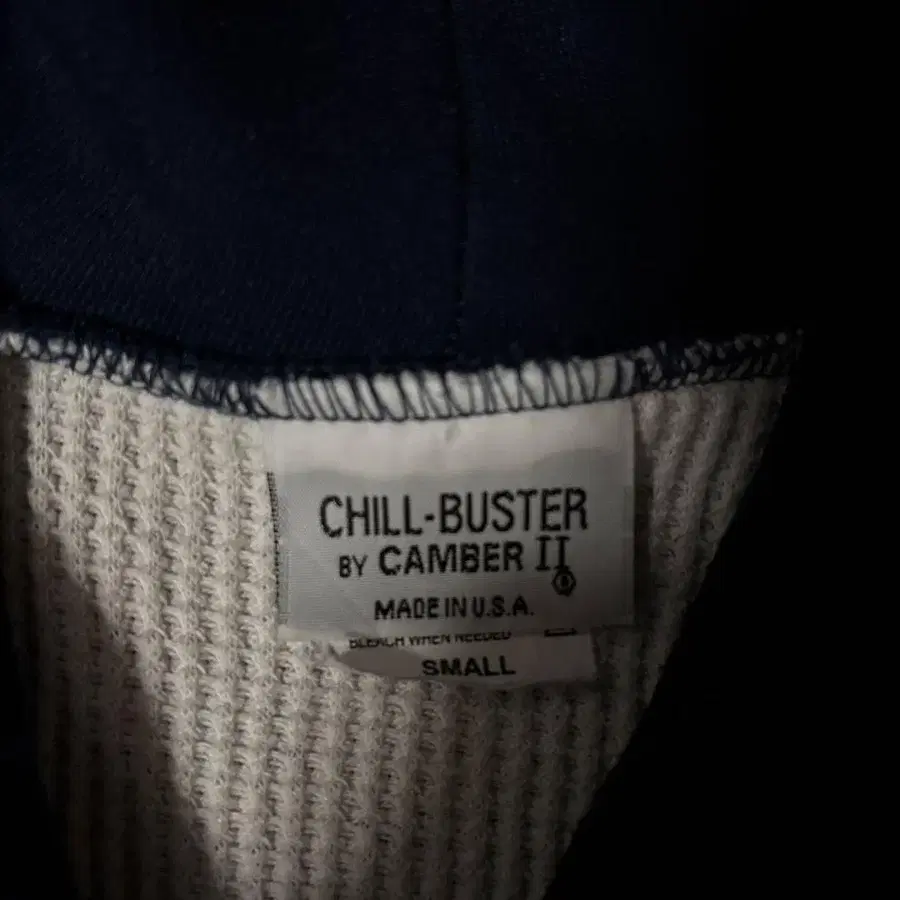 CHILL-BUSTER
BY CAMBER II
®
MADE IN U.S.A.
BLEACH WHEN NEEDED
SMALL